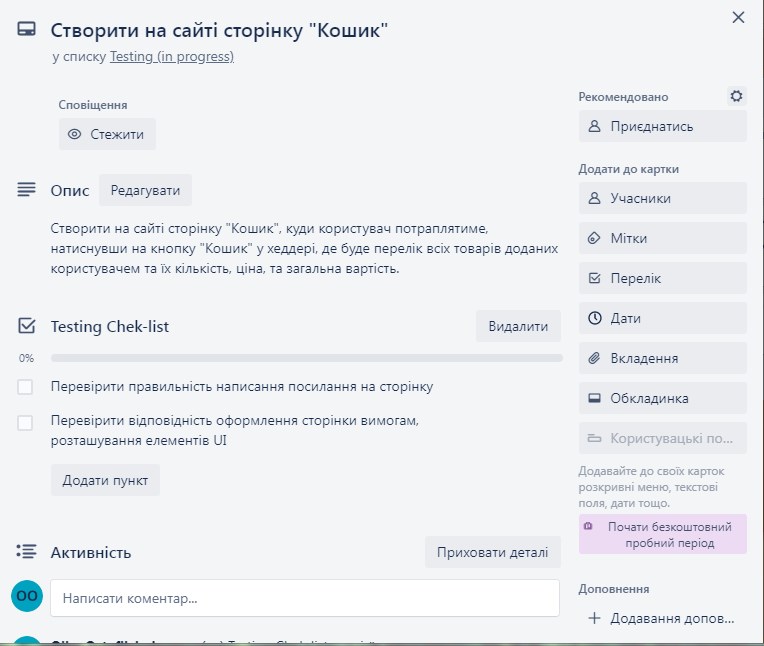 Створити на сайті сторінку "Кошик"
у списку Testing (in progress)
Сповіщення
Стежити
Опис
Редагувати
Створити на сайті сторінку "Кошик", куди користувач потраплятиме,
натиснувши на кнопку "Кошик" у хеддері, де буде перелік всіх товарів доданих
користувачем та їх кількість, ціна, та загальна вартість.
Testing Chek-list
Видалити
0%
Перевірити правильність написання посилання на сторінку
Перевірити відповідність оформлення сторінки вимогам,
розташування елементів UI
Додати пункт
Активність
Приховати деталі
OO
Написати коментар...
Рекомендовано
Приєднатись
Додати до картки
Учасники
Мітки
Перелік
Дати
Вкладення
Обкладинка
Користувацькі по...
Додавайте до своїх карток
розкривні меню, текстові
поля, дати тощо.
Почати безкоштовний
пробний період
Доповнення
Додавання допов...